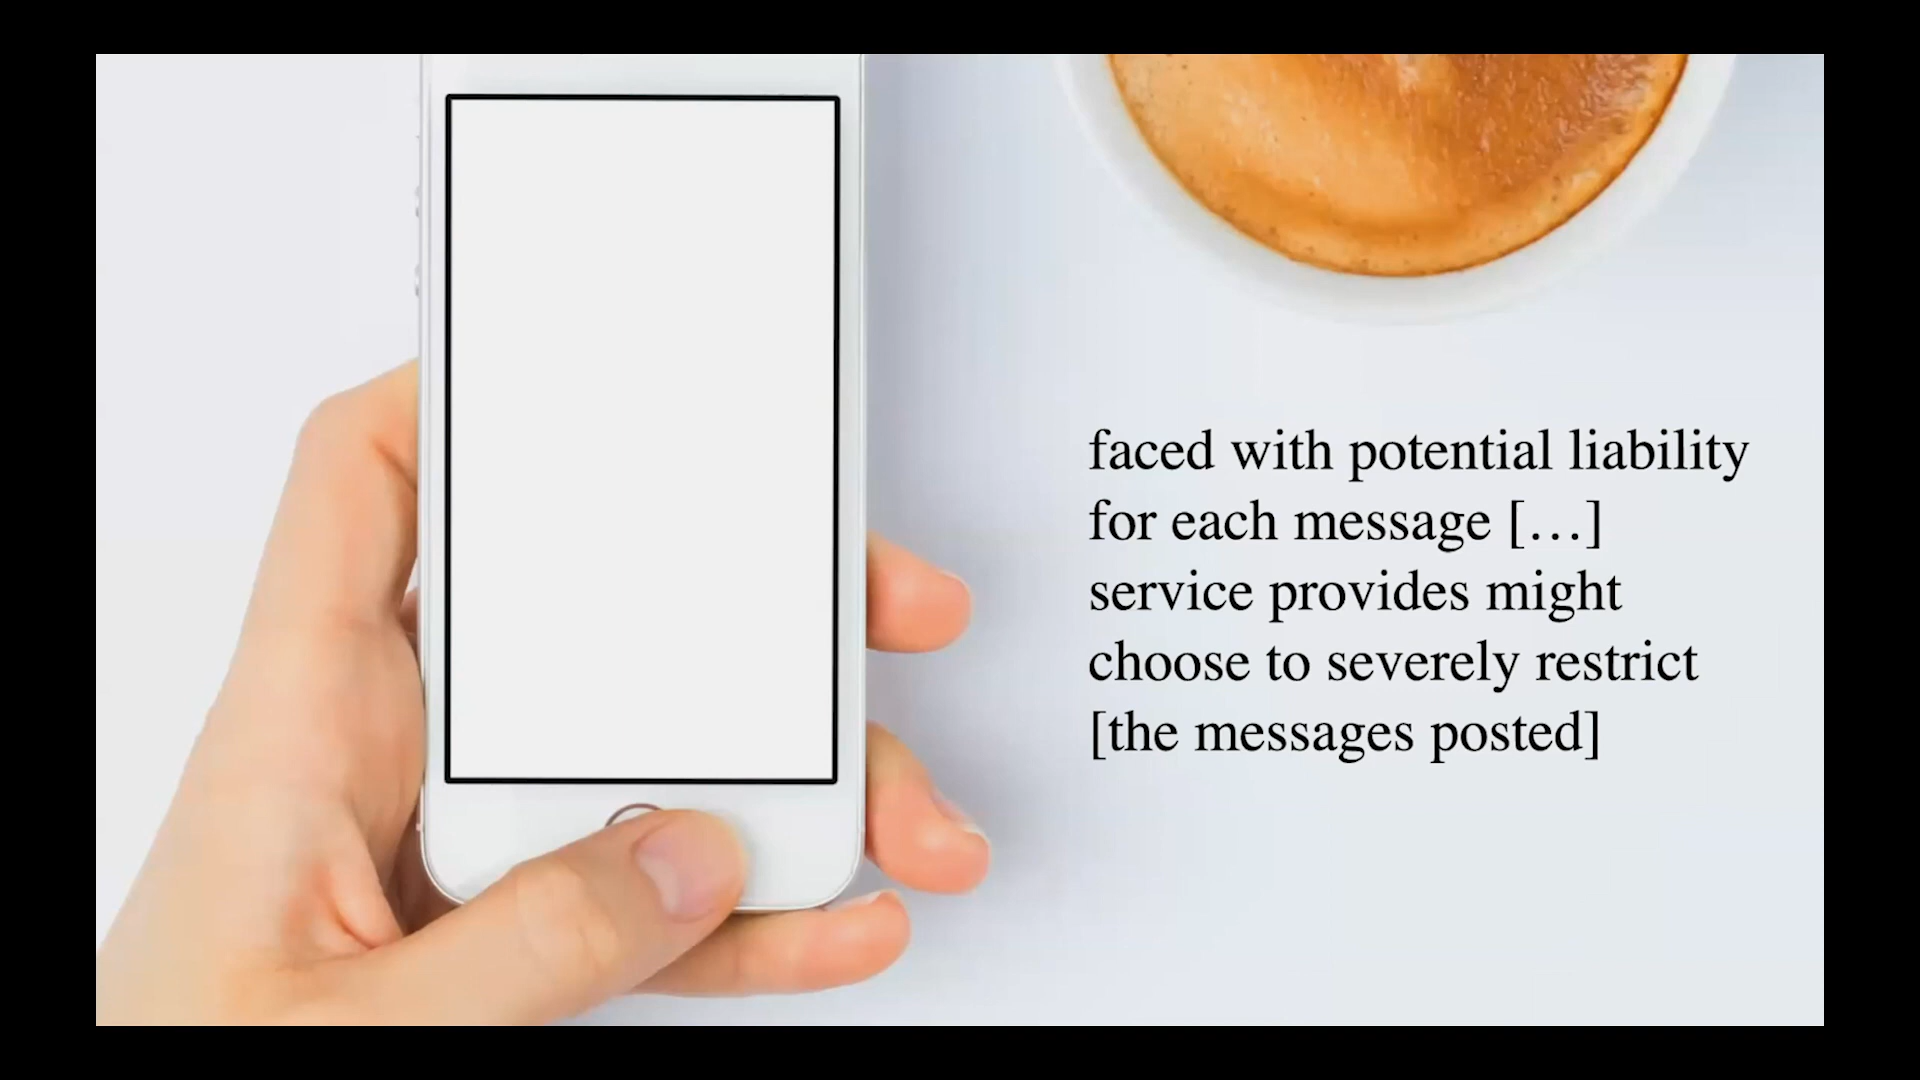 faced with potential liability
for each message […]
service provides might
choose to severely restrict
[the messages posted]